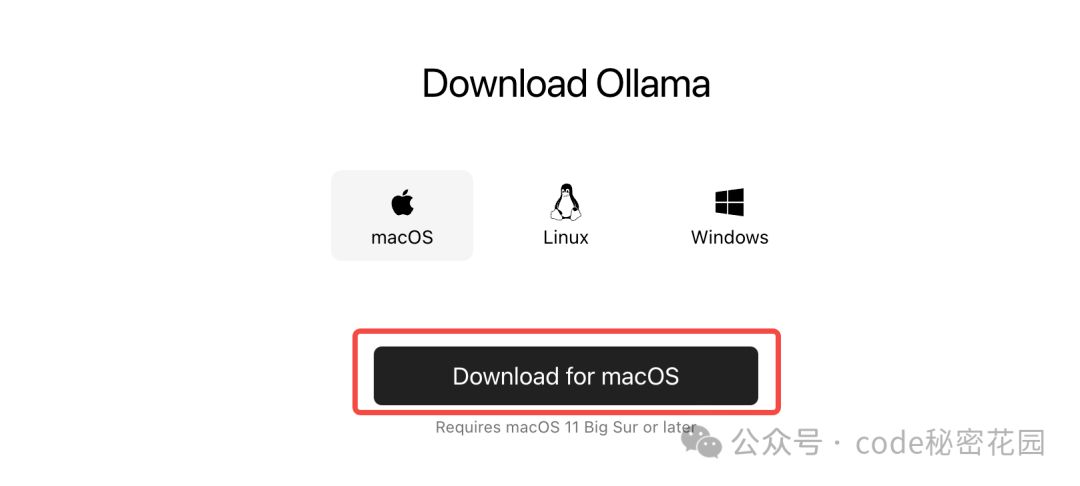 Download Ollama
macOS
Linux
Windows
Download for macOS
Requires macOS 11 Big Sur or later
公众号 · code秘密花园